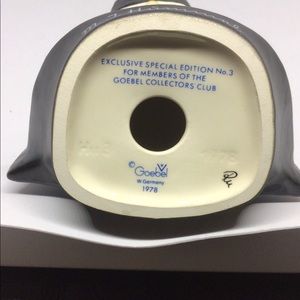 EXCLUSIVE SPECIAL EDITION No. 3
FOR MEMBERS OF THE
GOEBEL COLLECTORS' CLUB
© Goebel
W. Germany
1978